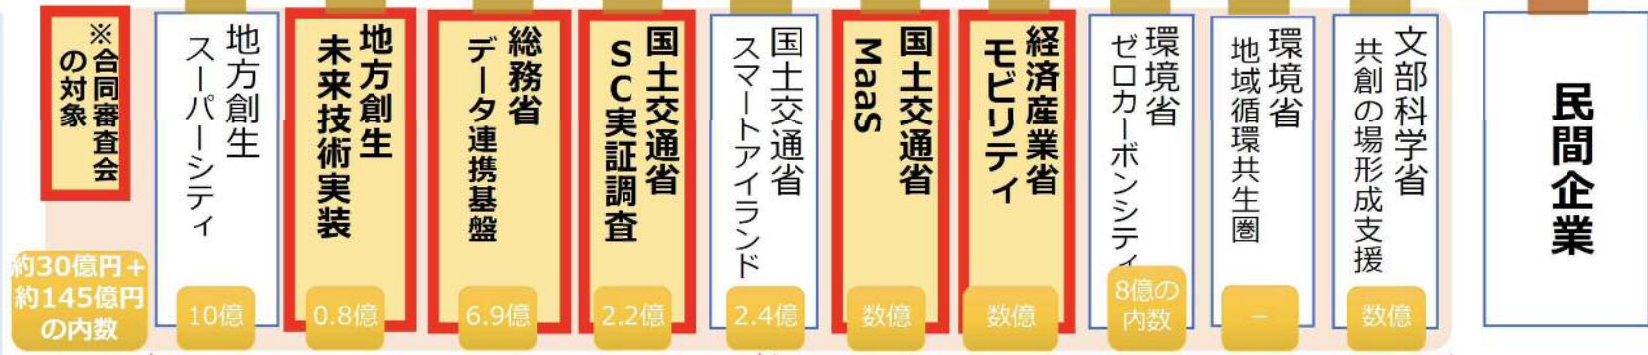 ※合同審査会
の対象
約30億円+
約145億円
の内数
地方創生
スーパーシティ
10億
地方創生
未来技術実装
0.8億
総務省
データ連携基盤
6.9億
国土交通省
SC実証調査
2.2億
国土交通省
スマートアイランド
2.4億
国土交通省
MaaS
数億
経済産業省
モビリティ
数億
環境省
ゼロカーボンシティ
8億の
内数
環境省
地域循環共生圏
－
文部科学省
共創の場形成支援
数億
民間企業